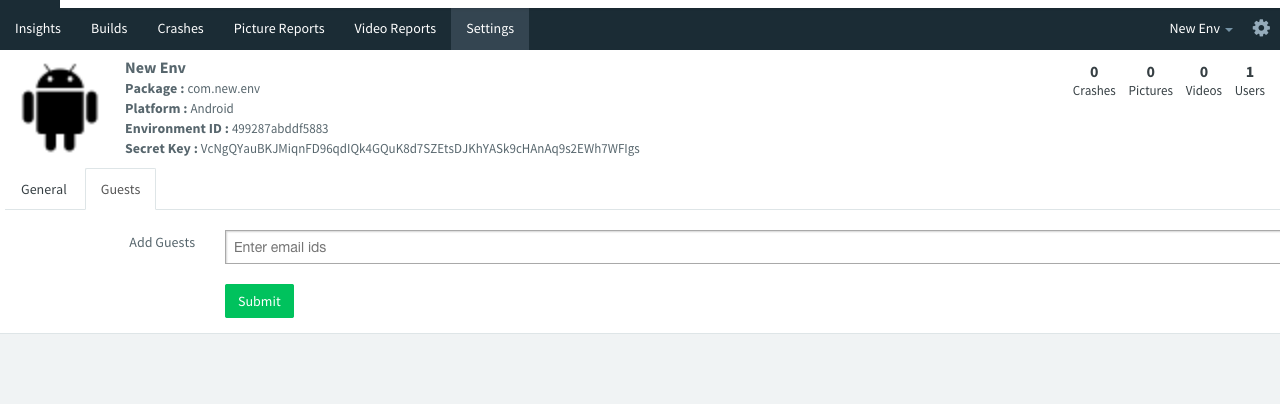 Insights Builds Crashes Picture Reports Video Reports Settings New Env
New Env
Package : com.new.env
Platform : Android
Environment ID : 499287abddf5883
Secret Key : VcNgQYauBKJMiqnFD96qdIQk4GQuK8d7SZEtsDJKhYASk9cHAnAq9s2EWh7WFIgs
0 0 0 1
Crashes Pictures Videos Users
General Guests
Add Guests Enter email ids
Submit